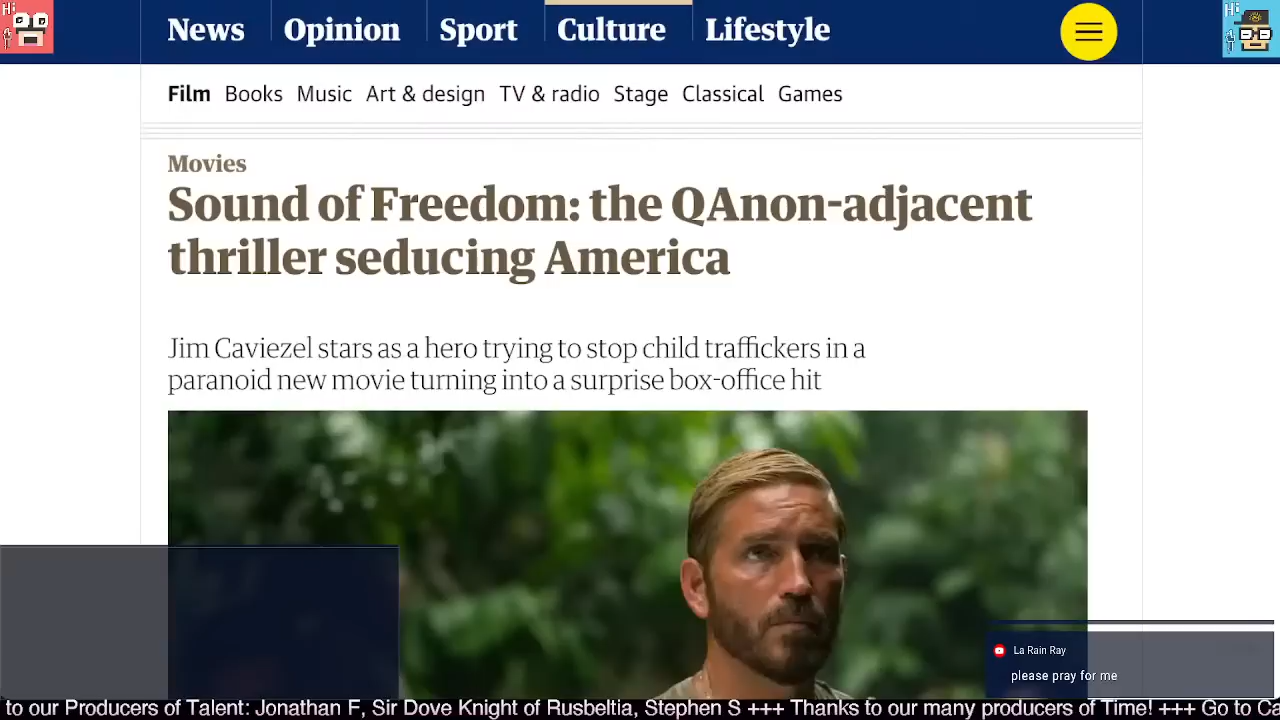 Hi
Hi
News Opinion Sport Culture Lifestyle
Film Books Music Art & design TV & radio Stage Classical Games
Movies
Sound of Freedom: the QAnon-adjacent
thriller seducing America
Jim Caviezel stars as a hero trying to stop child traffickers in a
paranoid new movie turning into a surprise box-office hit
La Rain Ray
please pray for me
to our Producers of Talent: Jonathan F, Sir Dove Knight of Rusbeltia, Stephen S +++ Thanks to our many producers of Time! +++ Go to Ca